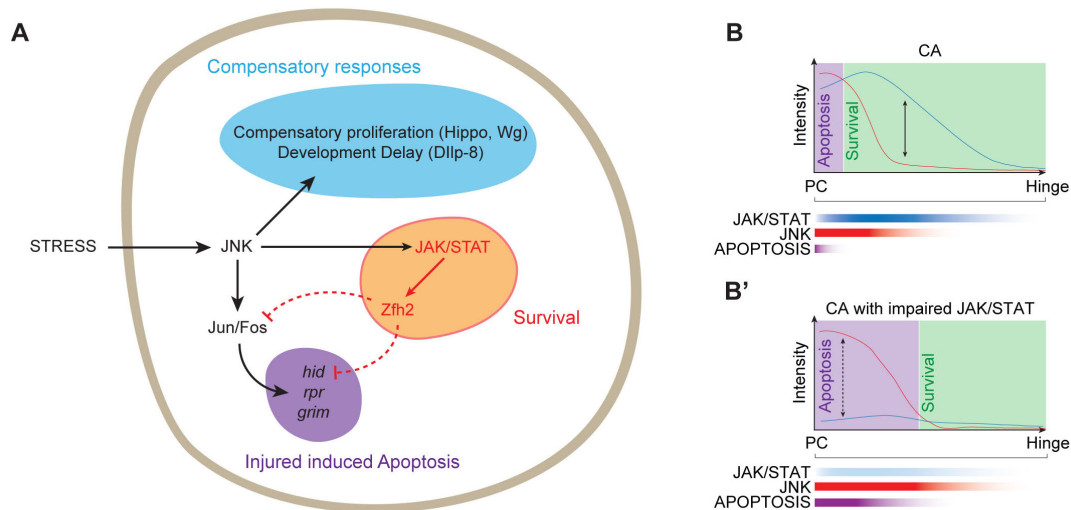 A
Compensatory responses
Compensatory proliferation (Hippo, Wg)
Development Delay (DIlp-8)
STRESS
JNK
JAK/STAT
Zfh2
Survival
Jun/Fos
hid
rpr
grim
Injured induced Apoptosis
B
CA
Intensity
Apoptosis
Survival
PC
Hinge
JAK/STAT
JNK
APOPTOSIS
B’
CA with impaired JAK/STAT
Intensity
Apoptosis
Survival
PC
Hinge
JAK/STAT
JNK
APOPTOSIS